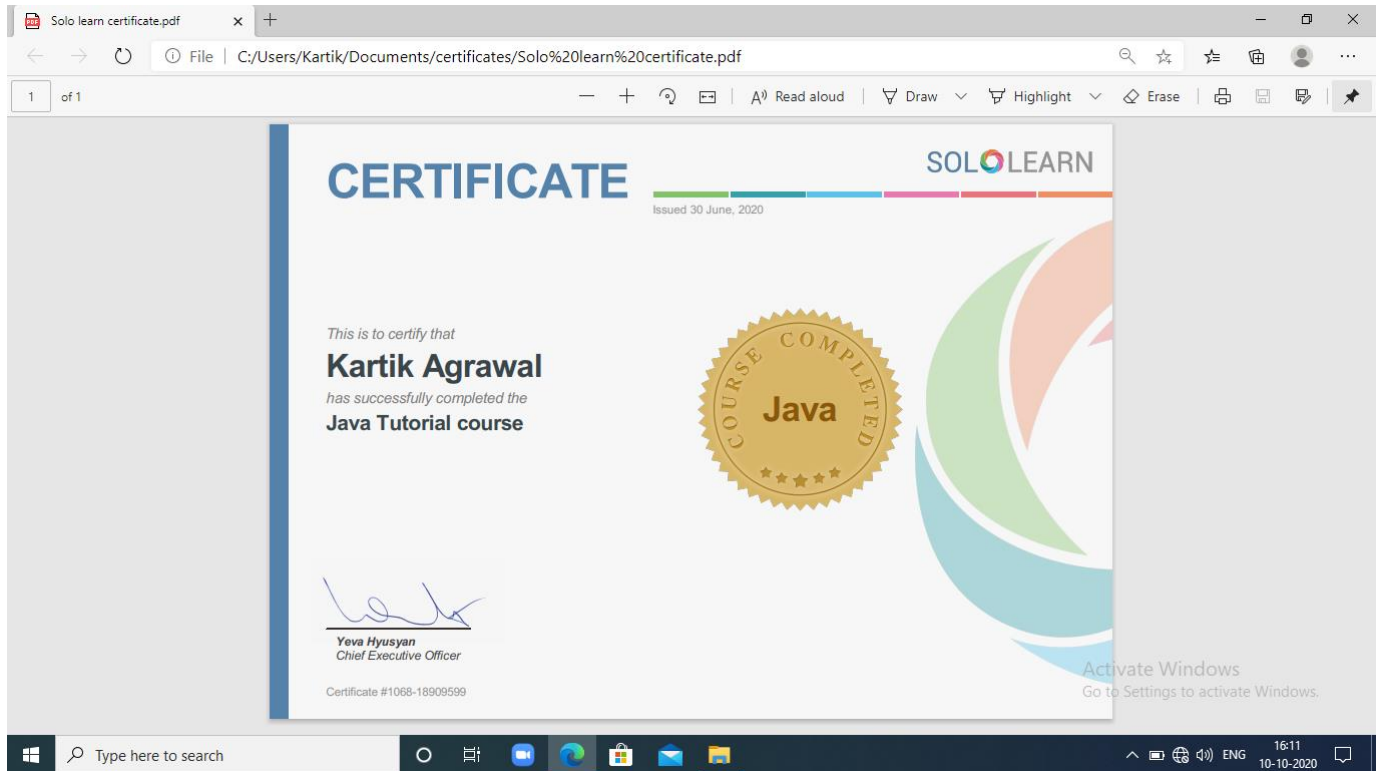 Solo learn certificate.pdf
File | C:/Users/Kartik/Documents/certificates/Solo%20learn%20certificate.pdf
1 of 1
Read aloud
Draw
Highlight
Erase
CERTIFICATE
SOLOLEARN
Issued 30 June, 2020
This is to certify that
Kartik Agrawal
has successfully completed the
Java Tutorial course
COURSE COMPLETED
Java
Yeva Hyusyan
Chief Executive Officer
Certificate #1068-18909599
Activate Windows
Go to Settings to activate Windows.
Type here to search
ENG
16:11
10-10-2020